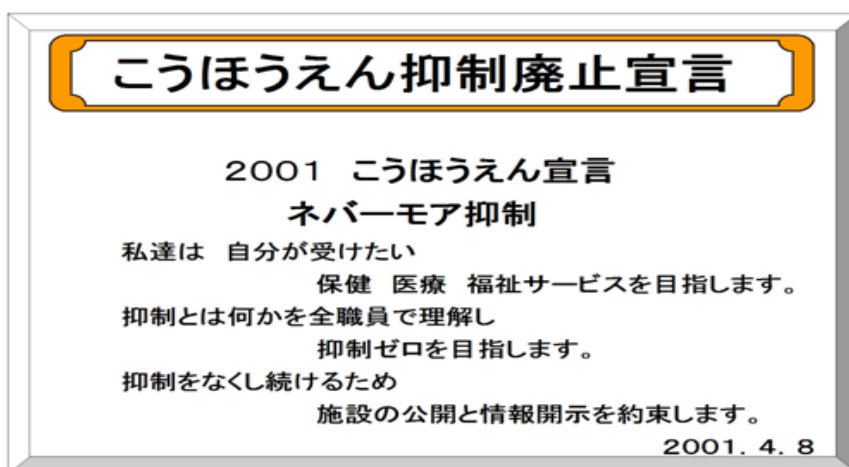 こうほうえん抑制廃止宣言
2001　こうほうえん宣言
ネバーモア抑制
私達は　自分が受けたい
保健　医療　福祉サービスを目指します。
抑制とは何かを全職員で理解し
抑制ゼロを目指します。
抑制をなくし続けるため
施設の公開と情報開示を約束します。
2001. 4. 8